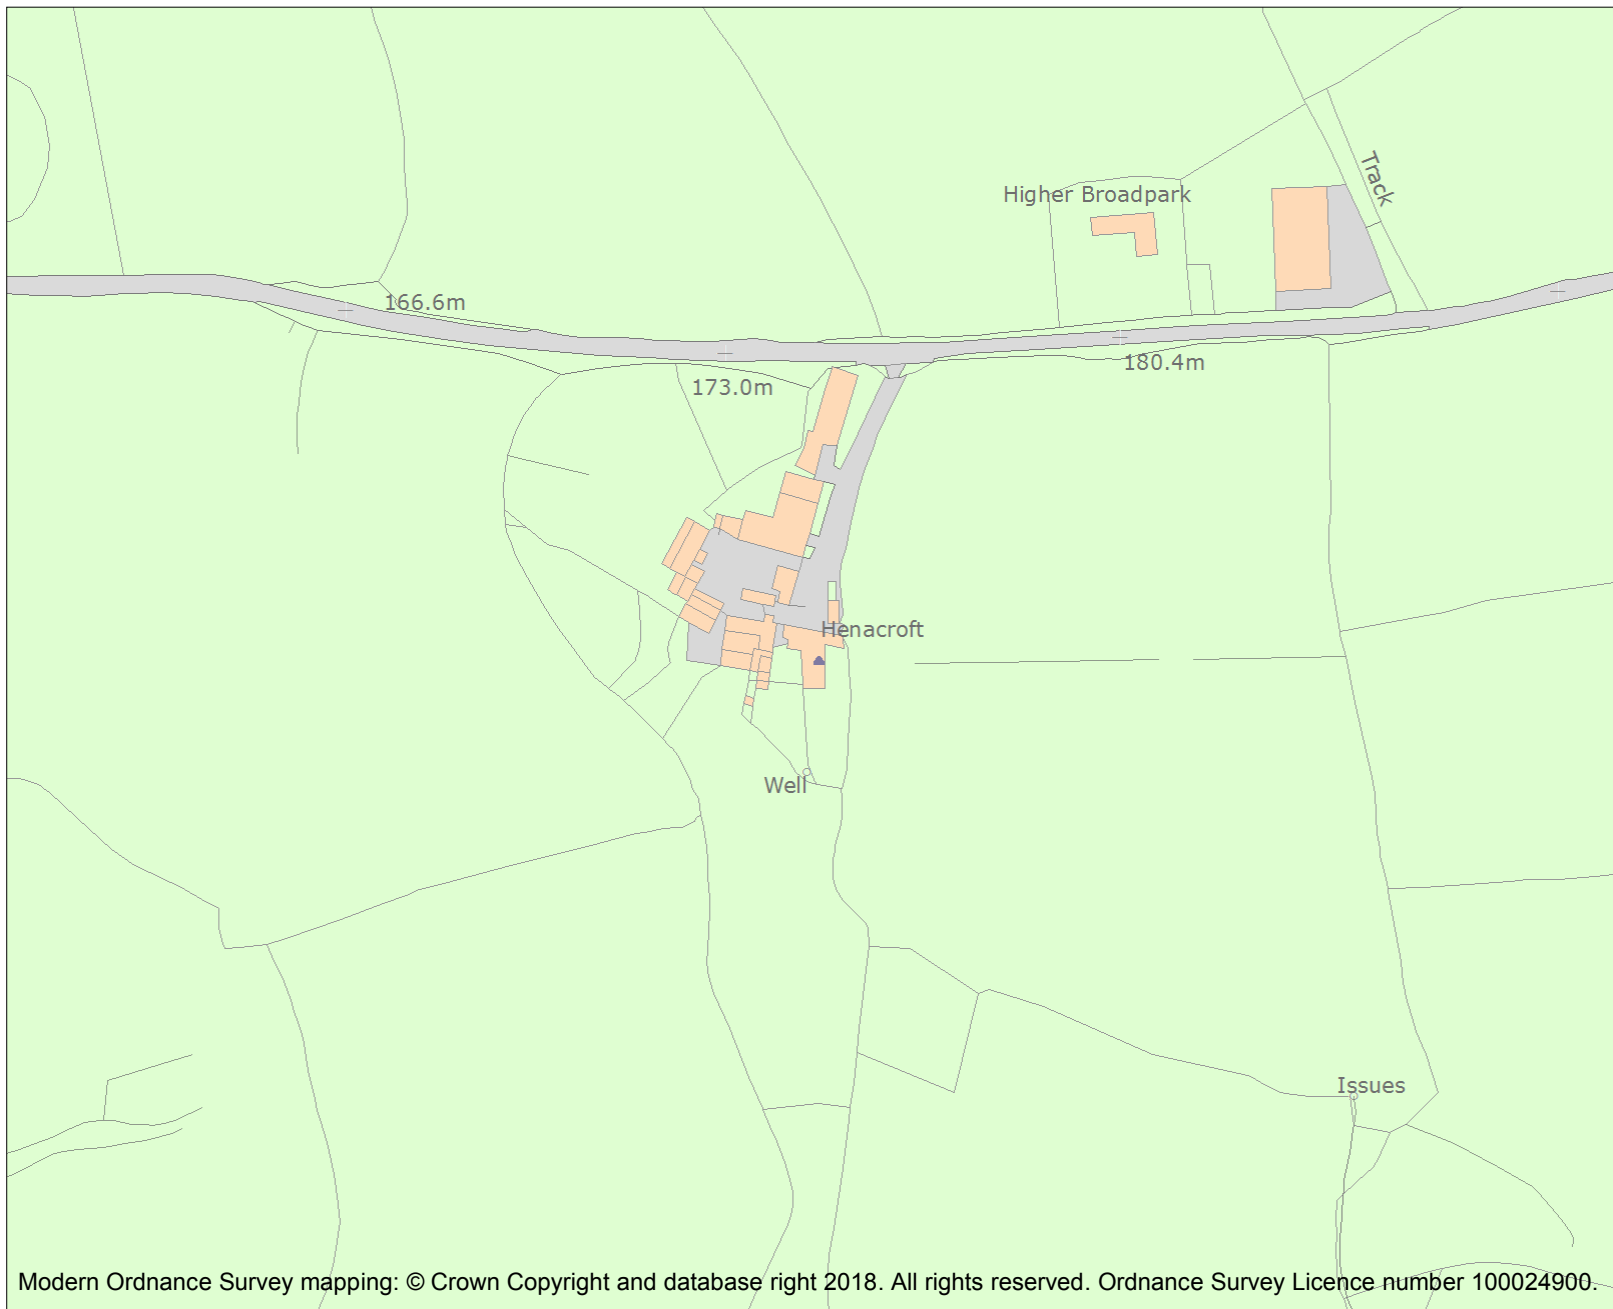 Track
Higher Broadpark
166.6m
180.4m
173.0m
Henacroft
Well
Issues
Modern Ordnance Survey mapping: © Crown Copyright and database right 2018. All rights reserved. Ordnance Survey Licence number 100024900.